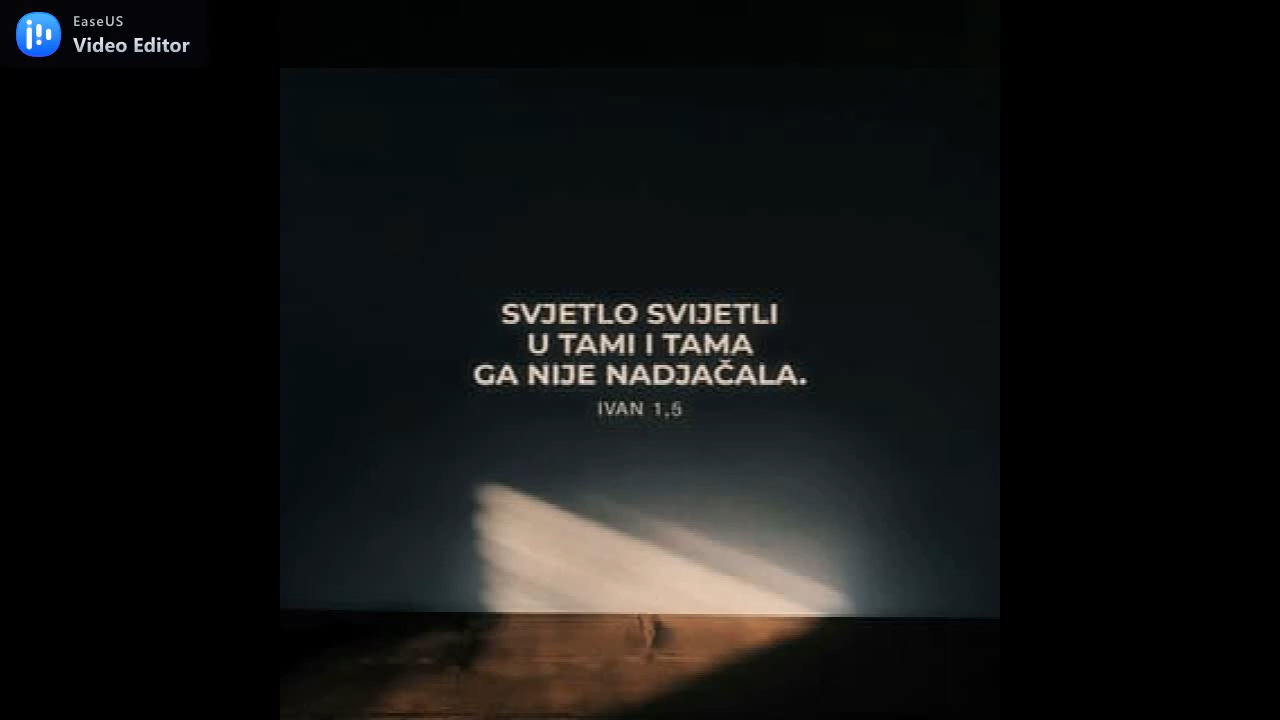 EaseUS
Video Editor
SVJETLO SVIJETLI
U TAMI I TAMA
GA NIJE NADJAČALA.
IVAN 1,5